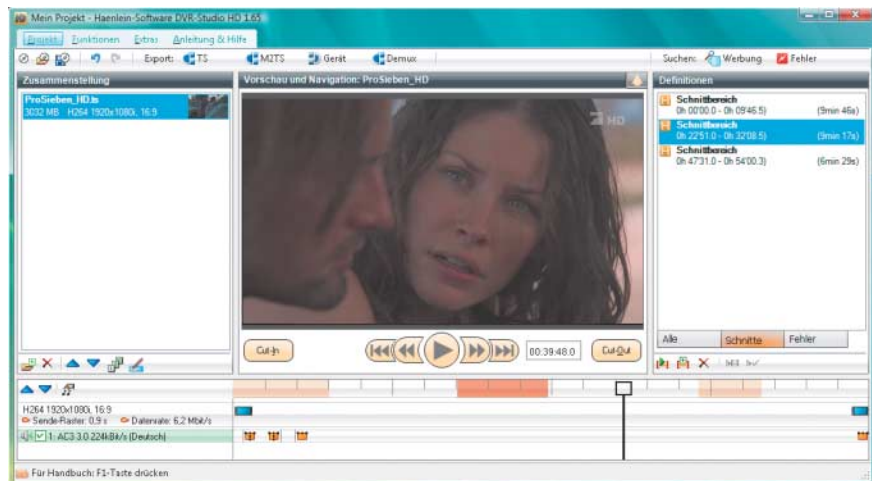 Mein Projekt - Haenlein-Software DVR-Studio HD 1.65
Projekt Funktionen Extras Anleitung & Hilfe
Export: TS M2TS Gerät Demux Suchen: Werbung Fehler
Zusammenstellung
ProSieben_HD.ts
3032 MB H264 1920x1080i, 16:9
Vorschau und Navigation: ProSieben_HD
HD
Cut-In
00:39:48.0
Cut-Out
Definitionen
Schnittbereich
0h 00'00.0 - 0h 09'46.5) (9min 46s)
Schnittbereich
0h 22'51.0 - 0h 32'08.5) (9min 17s)
Schnittbereich
0h 47'31.0 - 0h 54'00.3) (6min 29s)
Alle Schnitte Fehler
H264 1920x1080i, 16:9
Sende-Raster: 0,9 s Datenrate: 6,2 Mbit/s
1: AC3 3.0 224kBit/s (Deutsch)
Für Handbuch: F1-Taste drücken